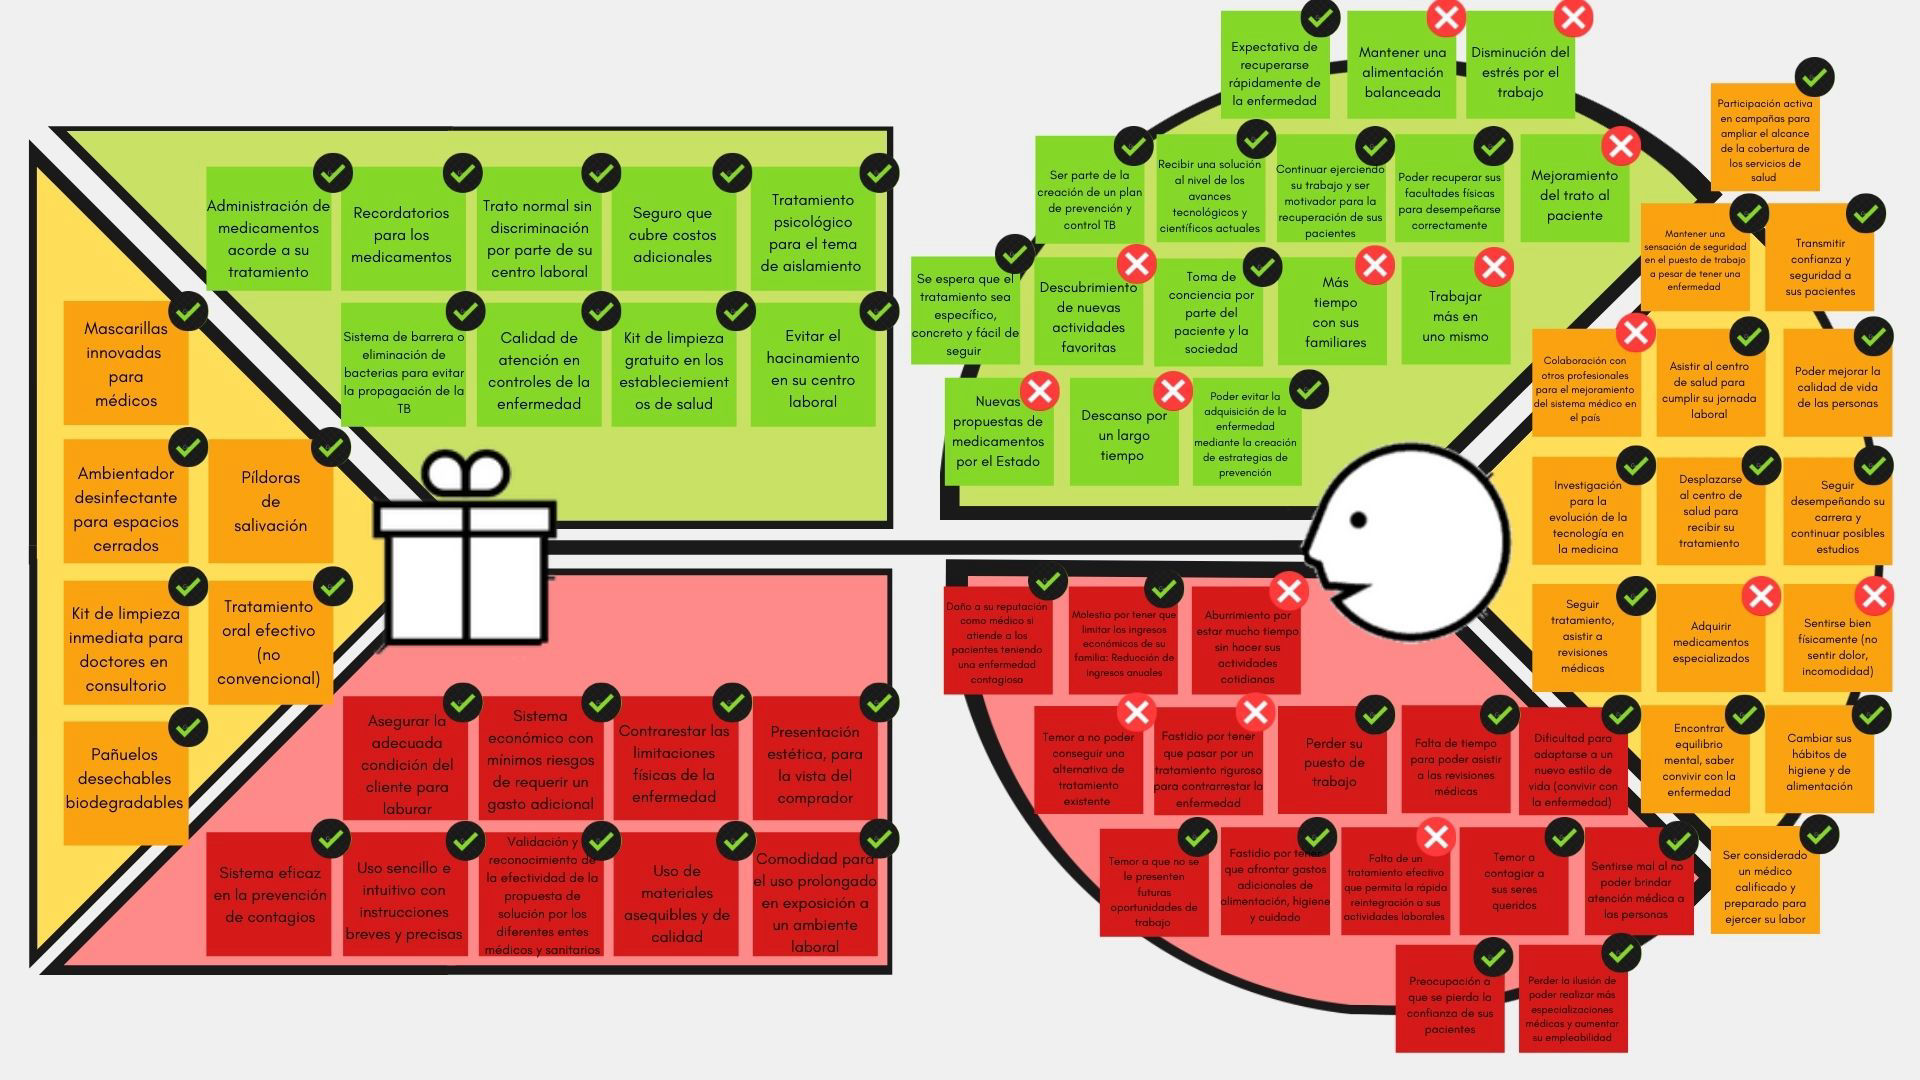 Administración de
medicamentos
acorde a su
tratamiento
Recordatorios
para los
medicamentos
Trato normal sin
discriminación
por parte de su
centro laboral
Seguro que
cubre costos
adicionales
Tratamiento
psicológico
para el tema
de aislamiento
Sistema de barrera o
eliminación de
bacterias para evitar
la propagación de la
TB
Calidad de
atención en
controles de la
enfermedad
Kit de limpieza
gratuito en los
estableciemient
os de salud
Evitar el
hacinamiento
en su centro
laboral
Mascarillas
innovadas
para
médicos
Ambientador
desinfectante
para espacios
cerrados
Píldoras
de
salivación
Kit de limpieza
inmediata para
doctores en
consultorio
Tratamiento
oral efectivo
(no
convencional)
Pañuelos
desechables
biodegradables
Asegurar la
adecuada
condición del
cliente para
laburar
Sistema
económico con
mínimos riesgos
de requerir un
gasto adicional
Contrarestar las
limitaciones
físicas de la
enfermedad
Presentación
estética, para
la vista del
comprador
Sistema eficaz
en la prevención
de contagios
Uso sencillo e
intuitivo con
instrucciones
breves y precisas
Validación y
reconocimiento de
la efectividad de la
propuesta de
solución por los
diferentes entes
médicos y sanitarios
Uso de
materiales
asequibles y de
calidad
Comodidad para
el uso prolongado
en exposición a
un ambiente
laboral
Expectativa de
recuperarse
rápidamente de
la enfermedad
Mantener una
alimentación
balanceada
Disminución del
estrés por el
trabajo
Ser parte de la
creación de un plan
de prevención y
control TB
Recibir una solución
al nivel de los
avances
tecnológicos y
científicos actuales
Continuar ejerciendo
su trabajo y ser
motivador para la
recuperación de sus
pacientes
Poder recuperar sus
facultades físicas
para desempeñarse
correctamente
Mejoramiento
del trato al
paciente
Se espera que el
tratamiento sea
específico,
concreto y fácil de
seguir
Descubrimiento
de nuevas
actividades
favoritas
Toma de
conciencia por
parte del
paciente y la
sociedad
Más
tiempo
con sus
familiares
Trabajar
más en
uno mismo
Nuevas
propuestas de
medicamentos
por el Estado
Descanso por
un largo
tiempo
Poder evitar la
adquisición de la
enfermedad
mediante la creación
de estrategias de
prevención
Participación activa
en campañas para
ampliar el alcance
de la cobertura de
los servicios de
salud
Mantener una
sensación de seguridad
en el puesto de trabajo
a pesar de tener una
enfermedad
Transmitir
confianza y
seguridad a
sus pacientes
Colaboración con
otros profesionales
para el mejoramiento
del sistema médico en
el país
Asistir al centro
de salud para
cumplir su jornada
laboral
Poder mejorar la
calidad de vida
de las personas
Investigación
para la
evolución de la
tecnología en
la medicina
Desplazarse
al centro de
salud para
recibir su
tratamiento
Seguir
desempeñando su
carrera y
continuar posibles
estudios
Seguir
tratamiento,
asistir a
revisiones
médicas
Adquirir
medicamentos
especializados
Sentirse bien
físicamente (no
sentir dolor,
incomodidad)
Encontrar
equilibrio
mental, saber
convivir con la
enfermedad
Cambiar sus
hábitos de
higiene y de
alimentación
Ser considerado
un médico
calificado y
preparado para
ejercer su labor
Daño a su reputación
como médico si
atiende a los
pacientes teniendo
una enfermedad
contagiosa
Molestia por tener que
limitar los ingresos
económicos de su
familia: Reducción de
ingresos anuales
Aburrimiento por
estar mucho tiempo
sin hacer sus
actividades
cotidianas
Temor a no poder
conseguir una
alternativa de
tratamiento
existente
Fastidio por tener
que pasar por un
tratamiento riguroso
para contrarrestar la
enfermedad
Perder su
puesto de
trabajo
Falta de tiempo
para poder asistir
a las revisiones
médicas
Dificultad para
adaptarse a un
nuevo estilo de
vida (convivir con
la enfermedad)
Temor a que no se
le presenten
futuras
oportunidades de
trabajo
Fastidio por tener
que afrontar gastos
adicionales de
alimentación, higiene
y cuidado
Falta de un
tratamiento efectivo
que permita la rápida
reintegración a sus
actividades laborales
Temor a
contagiar a
sus seres
queridos
Sentirse mal al no
poder brindar
atención médica a
las personas
Preocupación a
que se pierda la
confianza de sus
pacientes
Perder la ilusión de
poder realizar más
especializaciones
médicas y aumentar
su empleabilidad